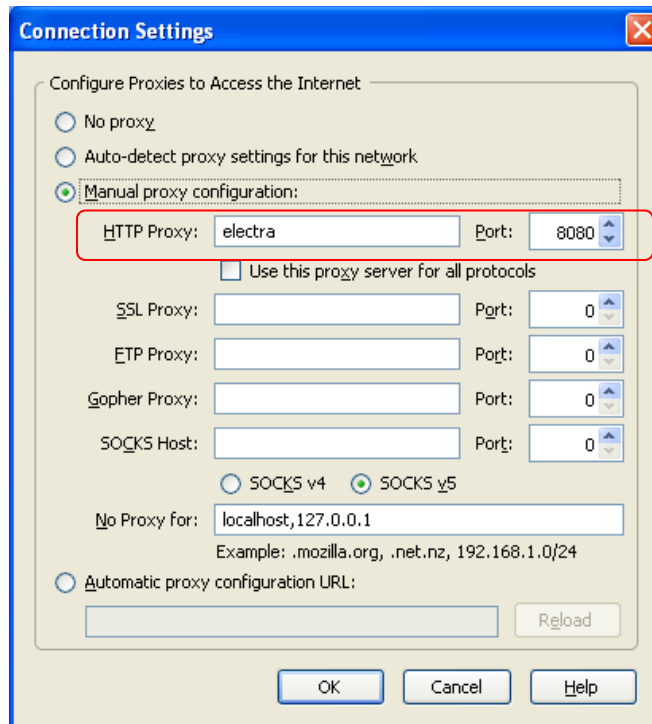 Connection Settings
Configure Proxies to Access the Internet
No proxy
Auto-detect proxy settings for this network
Manual proxy configuration:
HTTP Proxy: electra Port: 8080
Use this proxy server for all protocols
SSL Proxy: Port: 0
FTP Proxy: Port: 0
Gopher Proxy: Port: 0
SOCKS Host: Port: 0
SOCKS v4 SOCKS v5
No Proxy for: localhost,127.0.0.1
Example: .mozilla.org, .net.nz, 192.168.1.0/24
Automatic proxy configuration URL:
Reload
OK Cancel Help